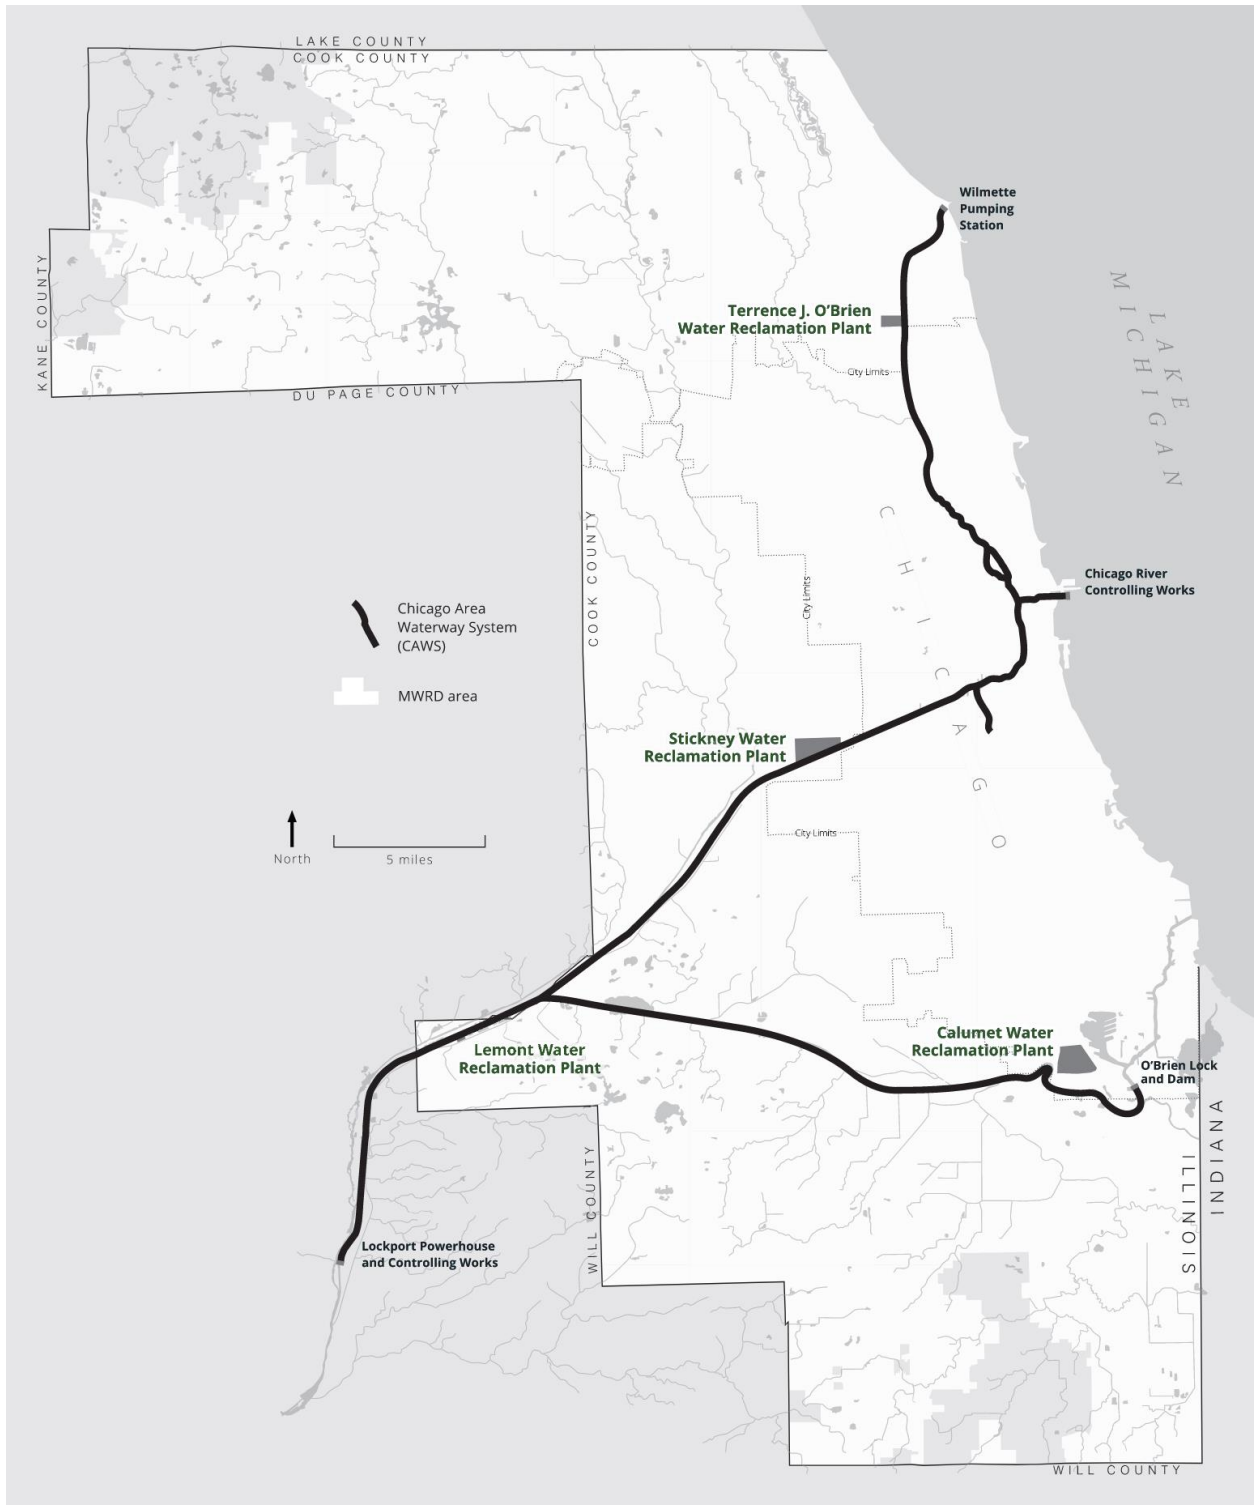 LAKE COUNTY
COOK COUNTY
Wilmette
Pumping
Station
KANE COUNTY
LAKE
MICHIGAN
Terrence J. O’Brien
Water Reclamation Plant
City Limits
DU PAGE COUNTY
CHICAGO
COOK COUNTY
City Limits
Chicago River
Controlling Works
Chicago Area
Waterway System
(CAWS)
MWRD area
Stickney Water
Reclamation Plant
North
5 miles
City Limits
Calumet Water
Reclamation Plant
Lemont Water
Reclamation Plant
O’Brien Lock
and Dam
WILL COUNTY
ILLINOIS
INDIANA
Lockport Powerhouse
and Controlling Works
WILL COUNTY